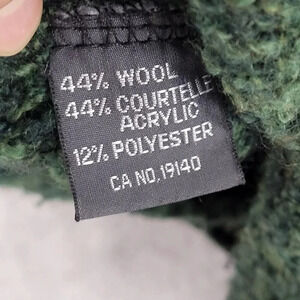 44% WOOL
44% COURTELLE
ACRYLIC
12% POLYESTER
CA NO, 19140